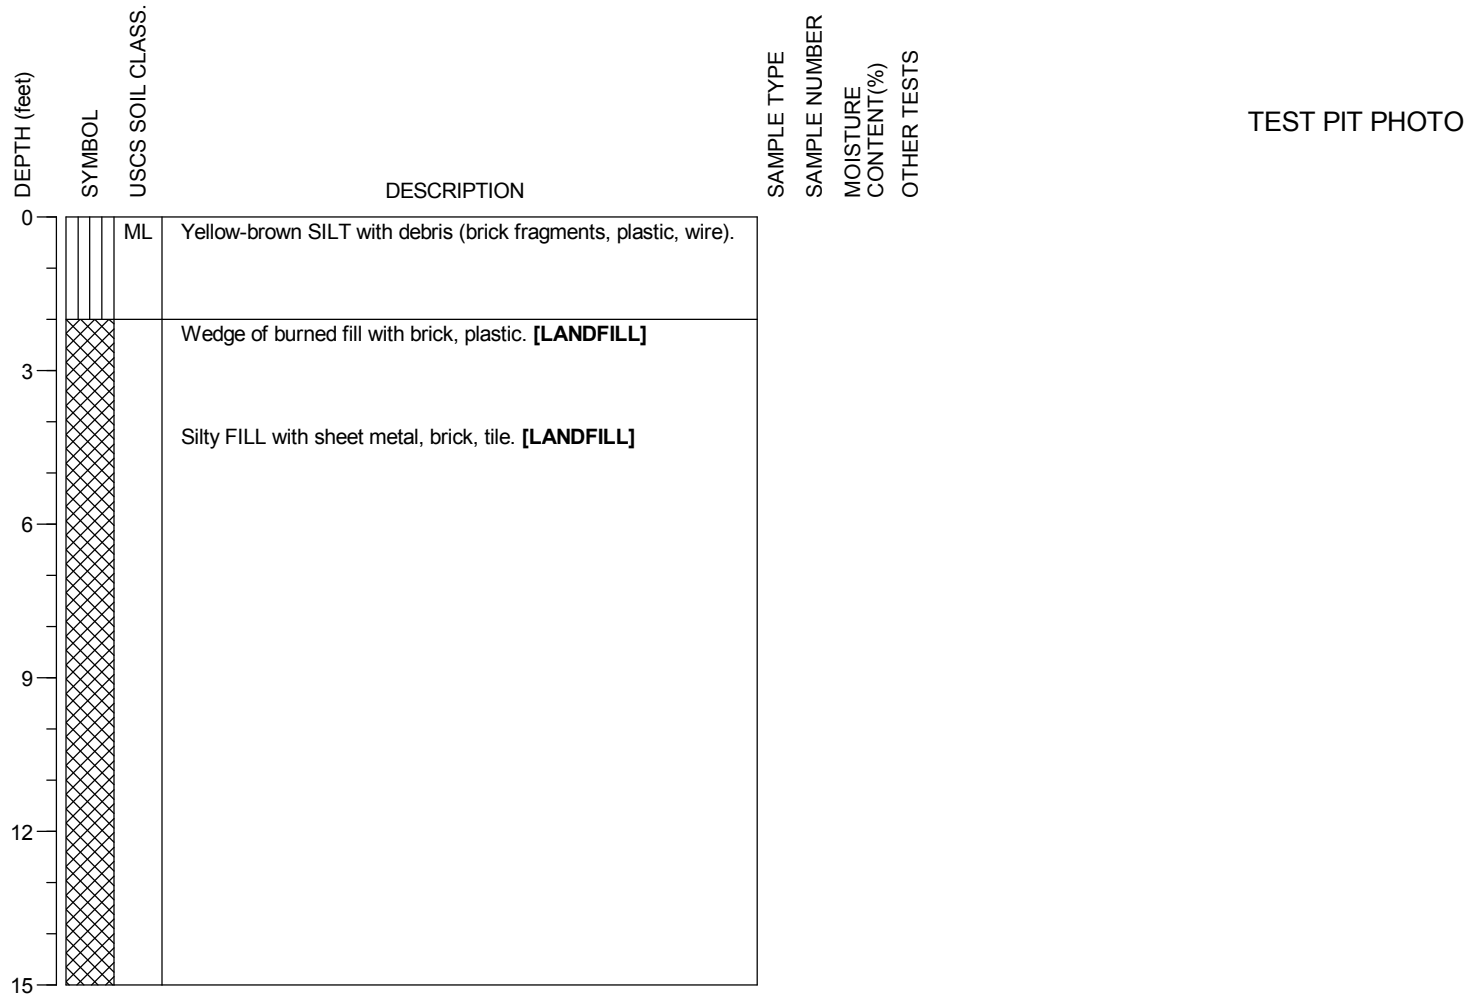 DEPTH (feet)
SYMBOL
USCS SOIL CLASS.
DESCRIPTION
SAMPLE TYPE
SAMPLE NUMBER
MOISTURE
CONTENT(%)
OTHER TESTS
TEST PIT PHOTO
0
ML
Yellow-brown SILT with debris (brick fragments, plastic, wire).
Wedge of burned fill with brick, plastic. [LANDFILL]
3
Silty FILL with sheet metal, brick, tile. [LANDFILL]
6
9
12
15